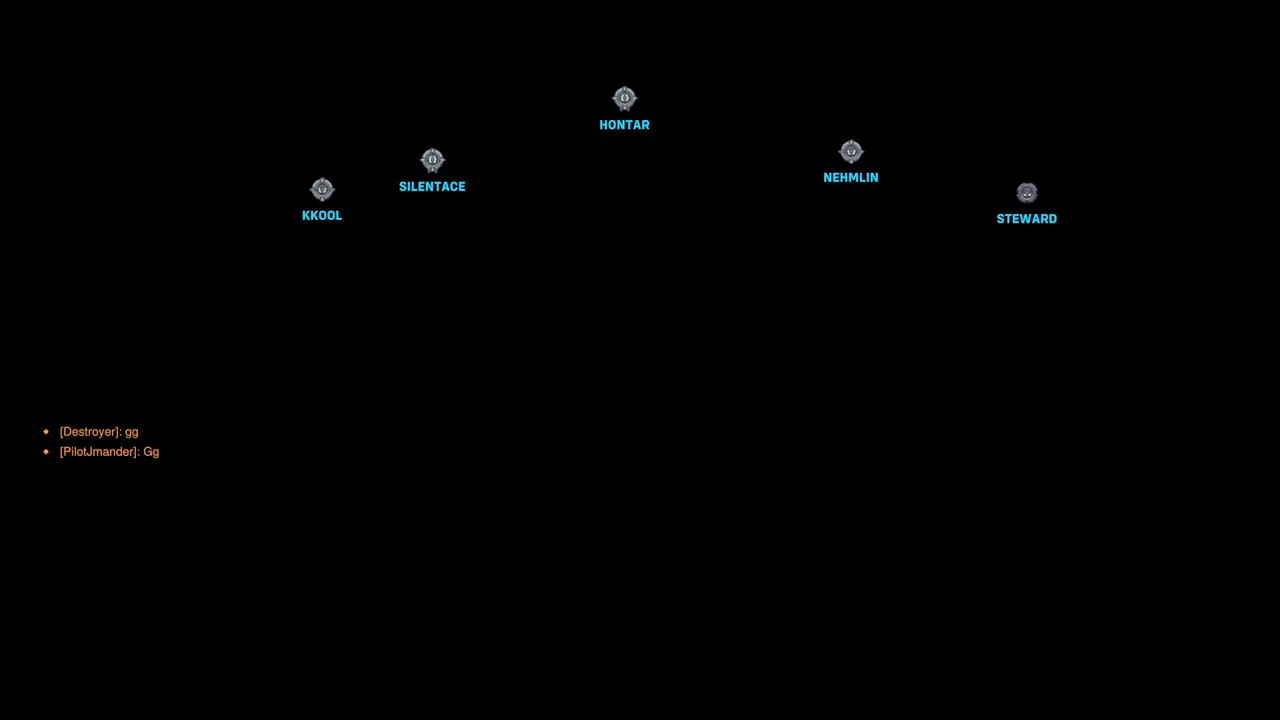 HONTAR
NEHMLIN
SILENTACE
KKOOL
STEWARD
[Destroyer]: gg
[PilotJmander]: Gg